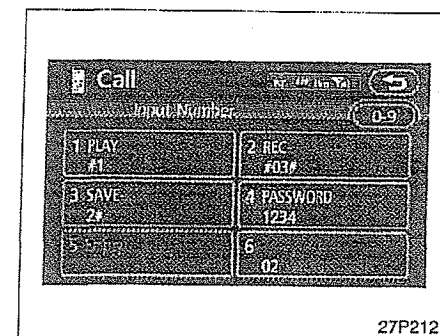 Call
Input Number
0-9
1 PLAY
#1
2 REC
#03#
3 SAVE
2#
4 PASSWORD
1234
5
6
02
27P212